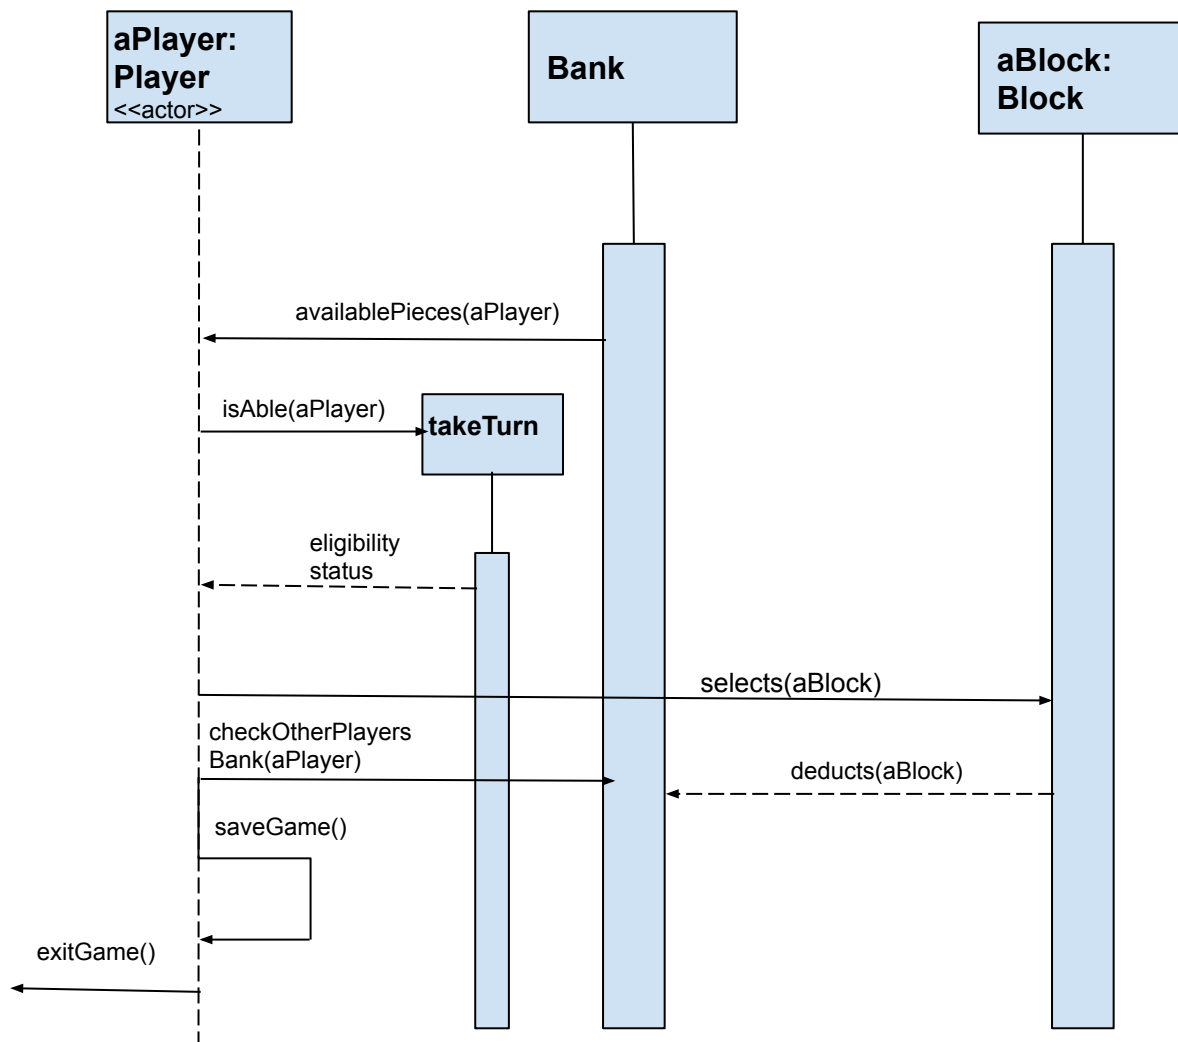 aPlayer:
Player
<<actor>>
Bank
aBlock:
Block
availablePieces(aPlayer)
isAble(aPlayer)
takeTurn
eligibility
status
selects(aBlock)
checkOtherPlayers
Bank(aPlayer)
deducts(aBlock)
saveGame()
exitGame()